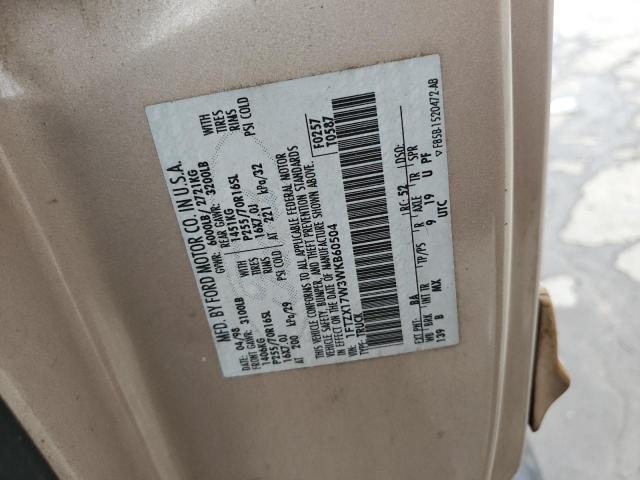 MFD. BY FORD MOTOR CO. IN U.S.A.
DATE: 04/98 GVWR: 6000LB/ 2721KG
FRONT GAWR: 3100LB REAR GAWR: 3200LB
1406KG WITH 1451KG WITH
P255/70R16SL TIRES P255/70R16SL TIRES
16X7.0J RIMS 16X7.0J RIMS
AT 200 kPa/29 PSI COLD AT 221 kPa/32 PSI COLD
THIS VEHICLE CONFORMS TO ALL APPLICABLE FEDERAL MOTOR
VEHICLE SAFETY, BUMPER, AND THEFT PREVENTION STANDARDS
IN EFFECT ON THE DATE OF MANUFACTURE SHOWN ABOVE.
VIN: 1FTZX17W3WKB60504 F0257
TYPE: TRUCK T0587
EXT PNT: BA RC: 52 DSO:
WB BRK INT TR TP/PS R AXLE TR SPR
139 B MX 9 19 U PF
UTC
▽ F85B-1520472-AB